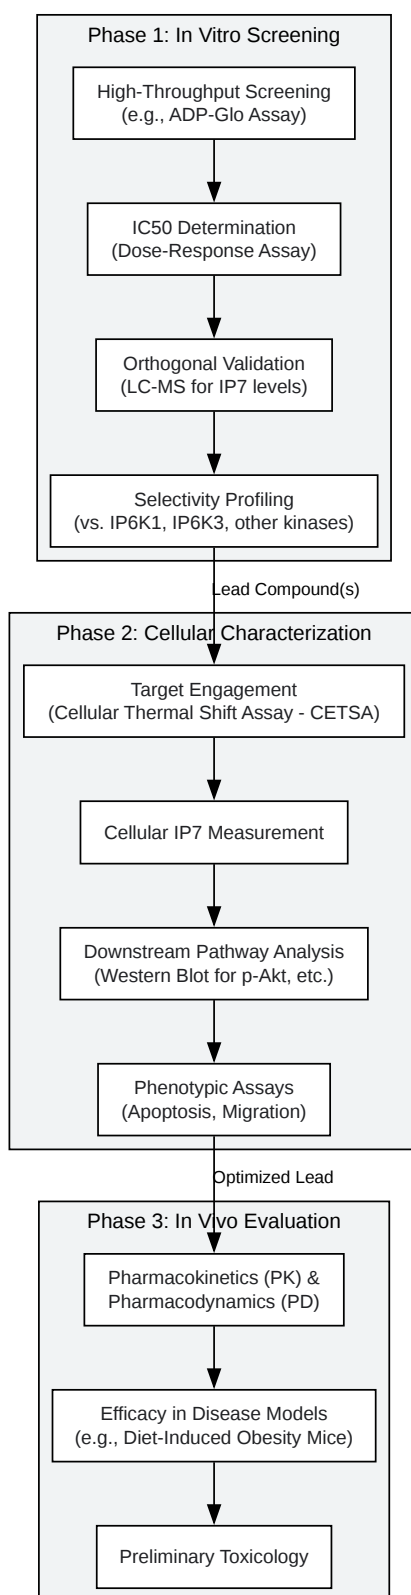 Phase 1: In Vitro Screening
High-Throughput Screening
(e.g., ADP-Glo Assay)
IC50 Determination
(Dose-Response Assay)
Orthogonal Validation
(LC-MS for IP7 levels)
Selectivity Profiling
(vs. IP6K1, IP6K3, other kinases)
Lead Compound(s)
Phase 2: Cellular Characterization
Target Engagement
(Cellular Thermal Shift Assay - CETSA)
Cellular IP7 Measurement
Downstream Pathway Analysis
(Western Blot for p-Akt, etc.)
Phenotypic Assays
(Apoptosis, Migration)
Optimized Lead
Phase 3: In Vivo Evaluation
Pharmacokinetics (PK) &
Pharmacodynamics (PD)
Efficacy in Disease Models
(e.g., Diet-Induced Obesity Mice)
Preliminary Toxicology